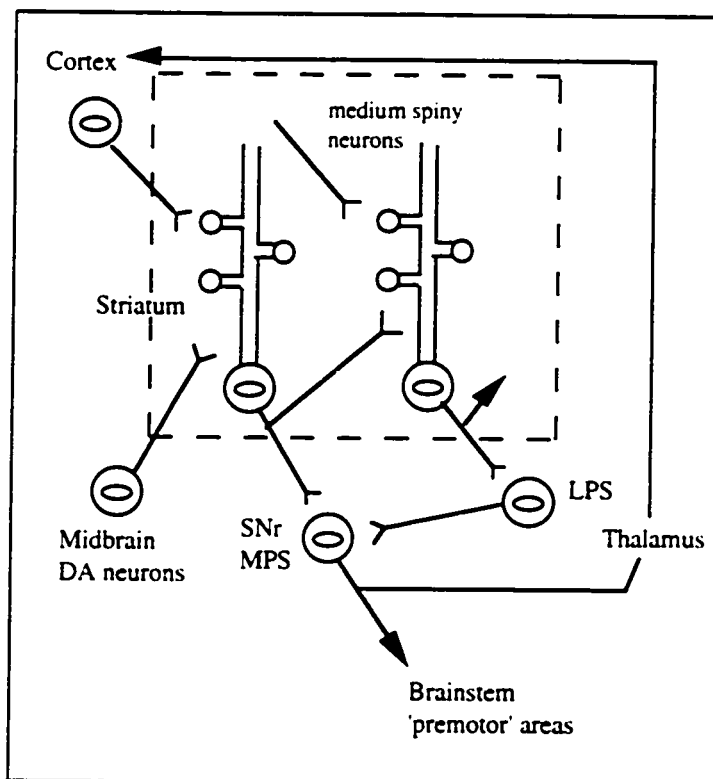 Cortex
medium spiny
neurons
Striatum
LPS
SNr
MPS
Midbrain
DA neurons
Thalamus
Brainstem
'premotor' areas